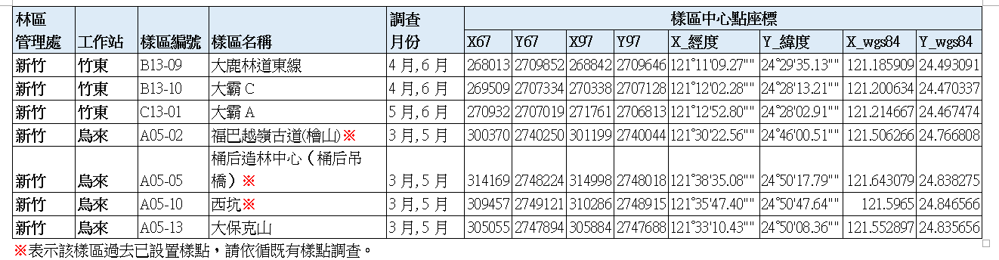 林區 調查 樣區中心點座標
管理處 工作站 樣區編號 樣區名稱 月份 X67 Y67 X97 Y97 X_經度 Y_緯度 X_wgs84 Y_wgs84
新竹 竹東 B13-09 大鹿林道東線 4月,6月 268013 2709852 268842 2709646 121°11'09.27"" 24°29'35.13"" 121.185909 24.493091
新竹 竹東 B13-10 大霸C 4月,6月 269509 2707334 270338 2707128 121°12'02.28"" 24°28'13.21"" 121.200634 24.470337
新竹 竹東 C13-01 大霸A 5月,6月 270932 2707019 271761 2706813 121°12'52.80"" 24°28'02.91"" 121.214667 24.467474
新竹 烏來 A05-02 福巴越嶺古道(檜山)※ 3月,5月 300370 2740250 301199 2740044 121°30'22.56"" 24°46'00.51"" 121.506266 24.766808
桶后造林中心（桶后吊
新竹 烏來 A05-05 橋）※ 3月,5月 314169 2748224 314998 2748018 121°38'35.08"" 24°50'17.79"" 121.643079 24.838275
新竹 烏來 A05-10 西坑※ 3月,5月 309457 2749121 310286 2748915 121°35'47.40"" 24°50'47.64"" 121.5965 24.846566
新竹 烏來 A05-13 大保克山 3月,5月 305055 2747894 305884 2747688 121°33'10.43"" 24°50'08.36"" 121.552897 24.835656
※表示該樣區過去已設置樣點，請依循既有樣點調查。